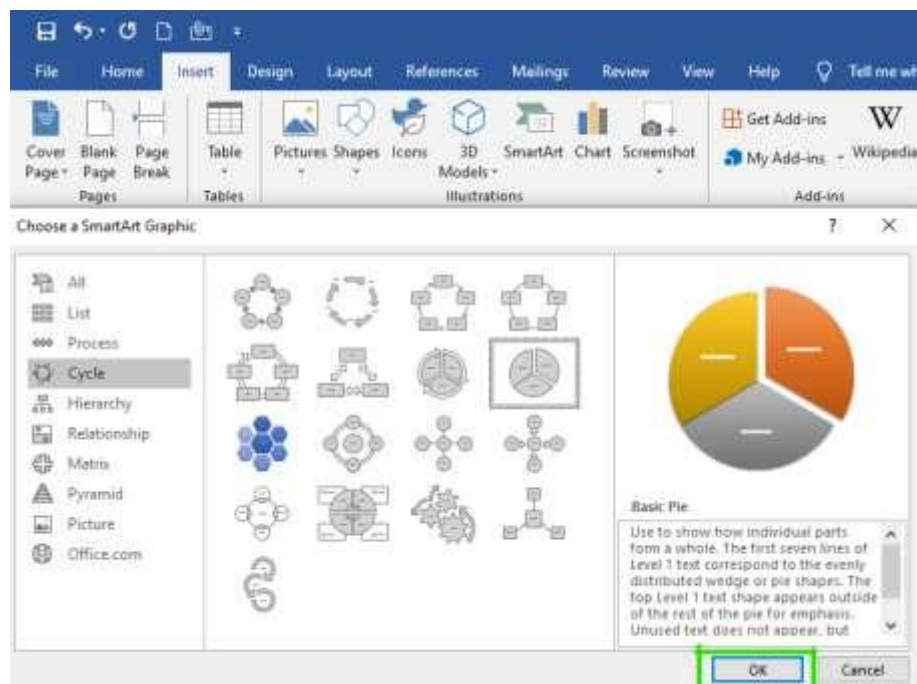 File Home Insert Design Layout References Mailings Review View Help Tell me wh
Cover Page Blank Page Page Break Table Pictures Shapes Icons 3D Models SmartArt Chart Screenshot Get Add-ins My Add-ins Wikipedia
Pages Tables Illustrations Add-ins
Choose a SmartArt Graphic ? X
All
List
Process
Cycle
Hierarchy
Relationship
Matrix
Pyramid
Picture
Office.com
Basic Pie
Use to show how individual parts
form a whole. The first seven lines of
Level 1 text correspond to the evenly
distributed wedge or pie shapes. The
top Level 1 text shape appears outside
of the rest of the pie for emphasis.
Unused text does not appear, but
OK Cancel